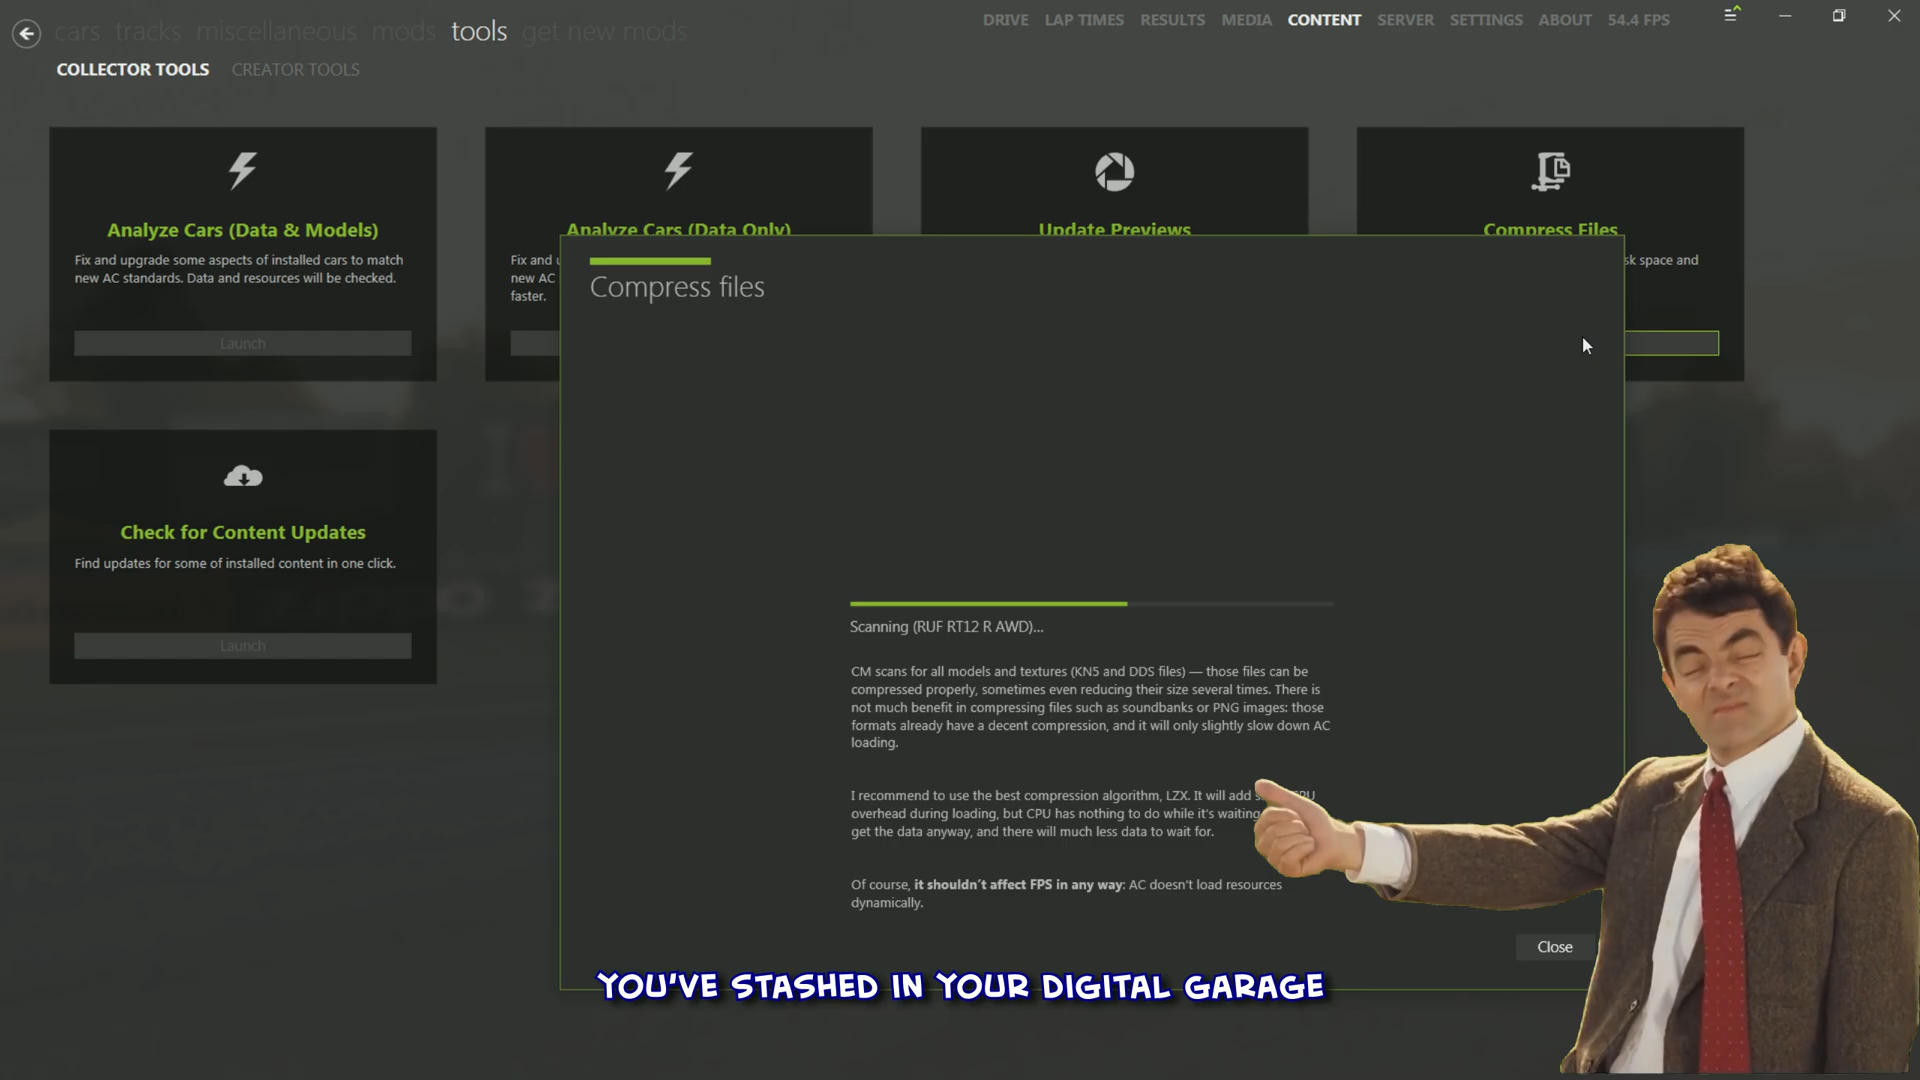 cars tracks miscellaneous mods tools get new mods
DRIVE LAP TIMES RESULTS MEDIA CONTENT SERVER SETTINGS ABOUT 54.4 FPS
COLLECTOR TOOLS CREATOR TOOLS
Analyze Cars (Data & Models)
Fix and upgrade some aspects of installed cars to match
new AC standards. Data and resources will be checked.
Launch
Analyze Cars (Data Only)
Fix and
new AC
faster.
Update Previews
Compress Files
sk space and
Check for Content Updates
Find updates for some of installed content in one click.
Launch
Compress files
Scanning (RUF RT12 R AWD)...
CM scans for all models and textures (KN5 and DDS files) — those files can be
compressed properly, sometimes even reducing their size several times. There is
not much benefit in compressing files such as soundbanks or PNG images: those
formats already have a decent compression, and it will only slightly slow down AC
loading.
I recommend to use the best compression algorithm, LZX. It will add CPU
overhead during loading, but CPU has nothing to do while it's waiting
get the data anyway, and there will much less data to wait for.
Of course, it shouldn't affect FPS in any way: AC doesn't load resources
dynamically.
Close
YOU'VE STASHED IN YOUR DIGITAL GARAGE